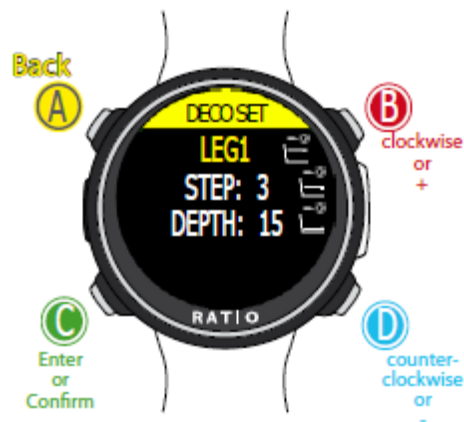 Back
A
B
DECO SET
LEG1
STEP: 3
DEPTH: 15
clockwise
or
+
RATIO
C
D
Enter
or
Confirm
counter-
clockwise
or
-